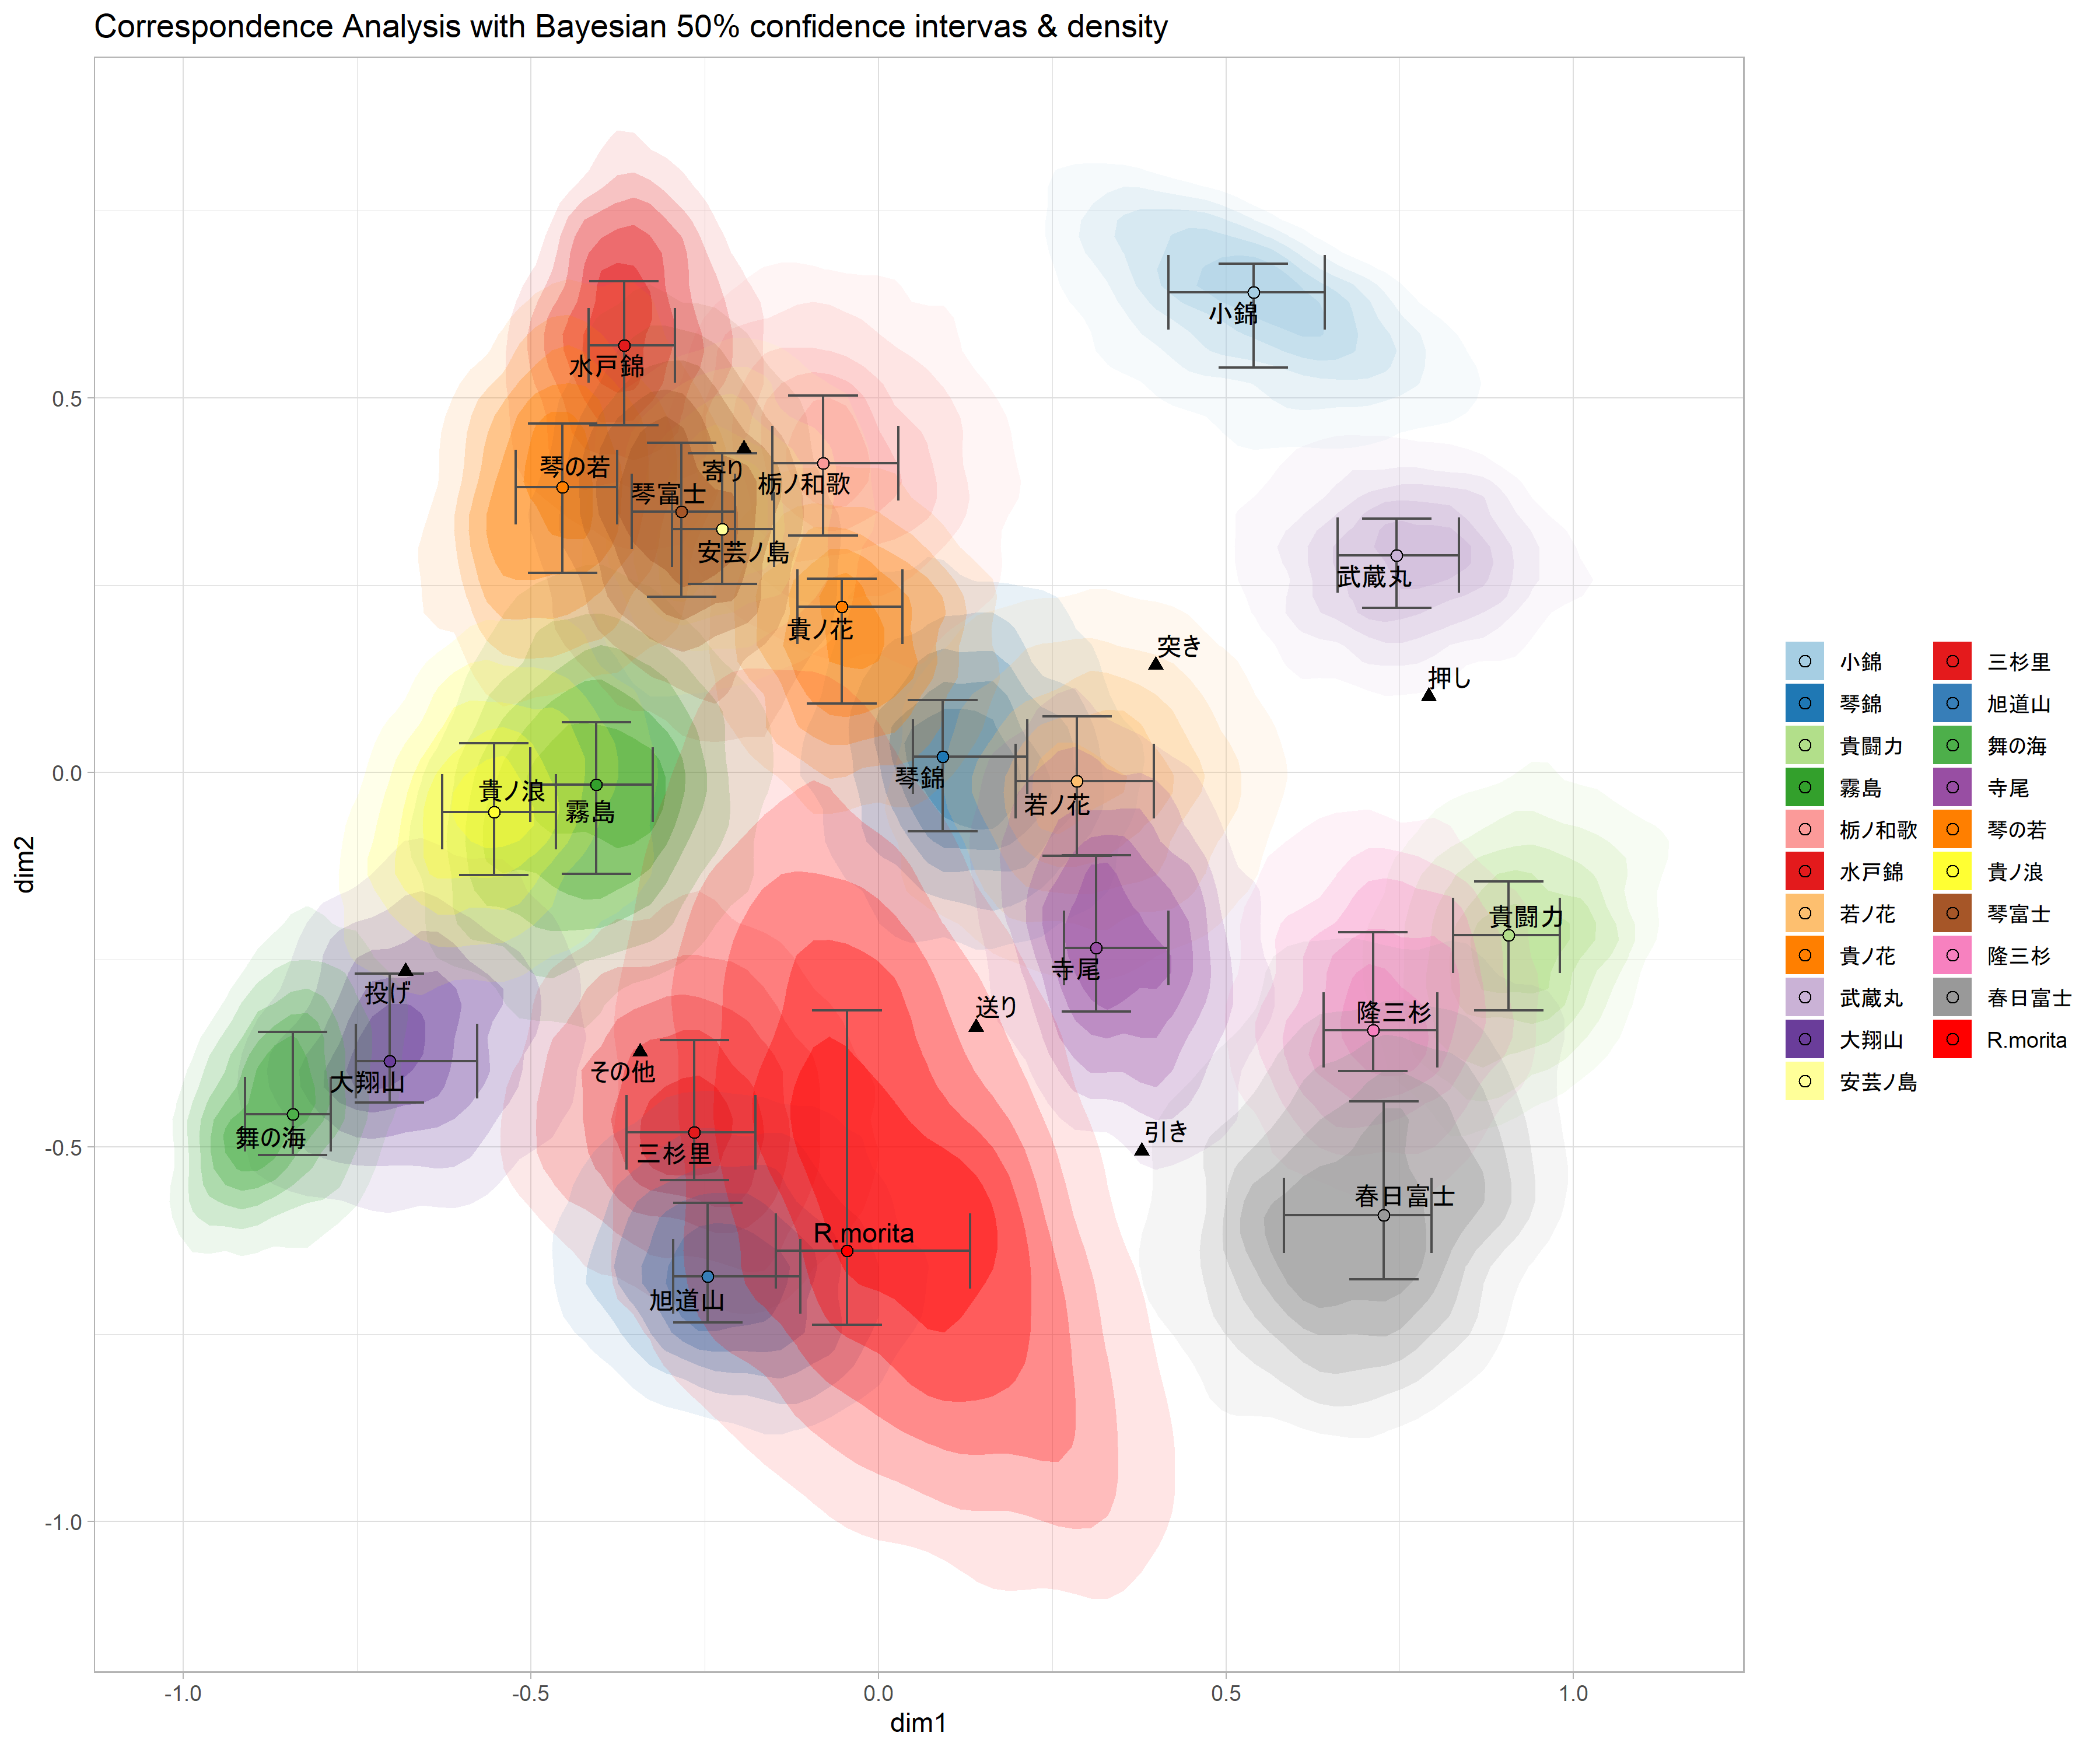 Correspondence Analysis with Bayesian 50% confidence intervas & density
小錦
水戸錦
栃ノ和歌
琴の若
寄り
琴富士
安芸ノ島
武蔵丸
貴ノ花
突き
押し
琴錦
貴ノ浪
霧島
若ノ花
貴闘力
寺尾
投げ
送り
隆三杉
その他
大翔山
舞の海
三杉里
引き
春日富士
R.morita
旭道山
0.5
0.0
-0.5
-1.0
dim2
-1.0
-0.5
0.0
0.5
1.0
dim1
小錦
琴錦
貴闘力
霧島
栃ノ和歌
水戸錦
若ノ花
貴ノ花
武蔵丸
大翔山
安芸ノ島
三杉里
旭道山
舞の海
寺尾
琴の若
貴ノ浪
琴富士
隆三杉
春日富士
R.morita